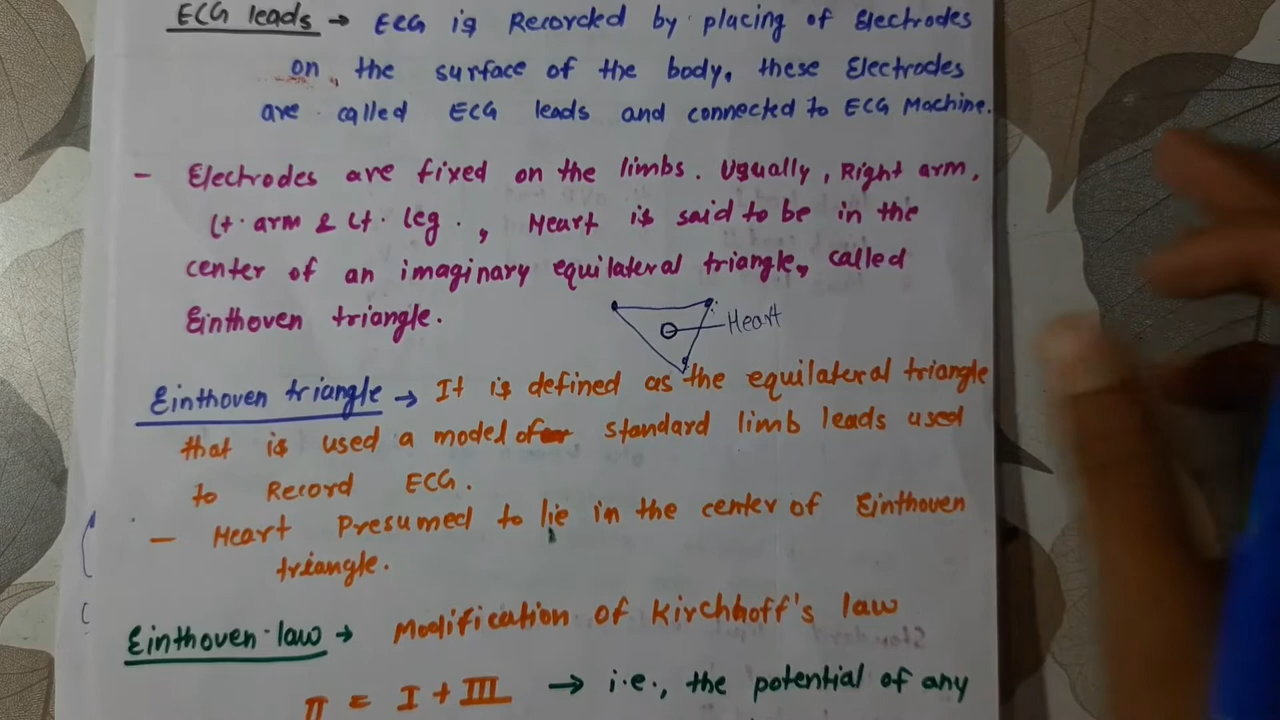 ECG leads → ECG is Recorded by placing of Electrodes
on the surface of the body. these Electrodes
are called ECG leads and connected to ECG Machine.
- Electrodes are fixed on the limbs. Usually, Right arm,
Lt. arm & Lt. leg., Heart is said to be in the
center of an imaginary equilateral triangle, called
Einthoven triangle.
Heart
Einthoven triangle → It is defined as the equilateral triangle
that is used a model of standard limb leads used
to Record ECG.
- Heart Presumed to lie in the center of Einthoven
triangle.
Einthoven law → Modification of Kirchhoff's law
II = I + III → i.e., the potential of any